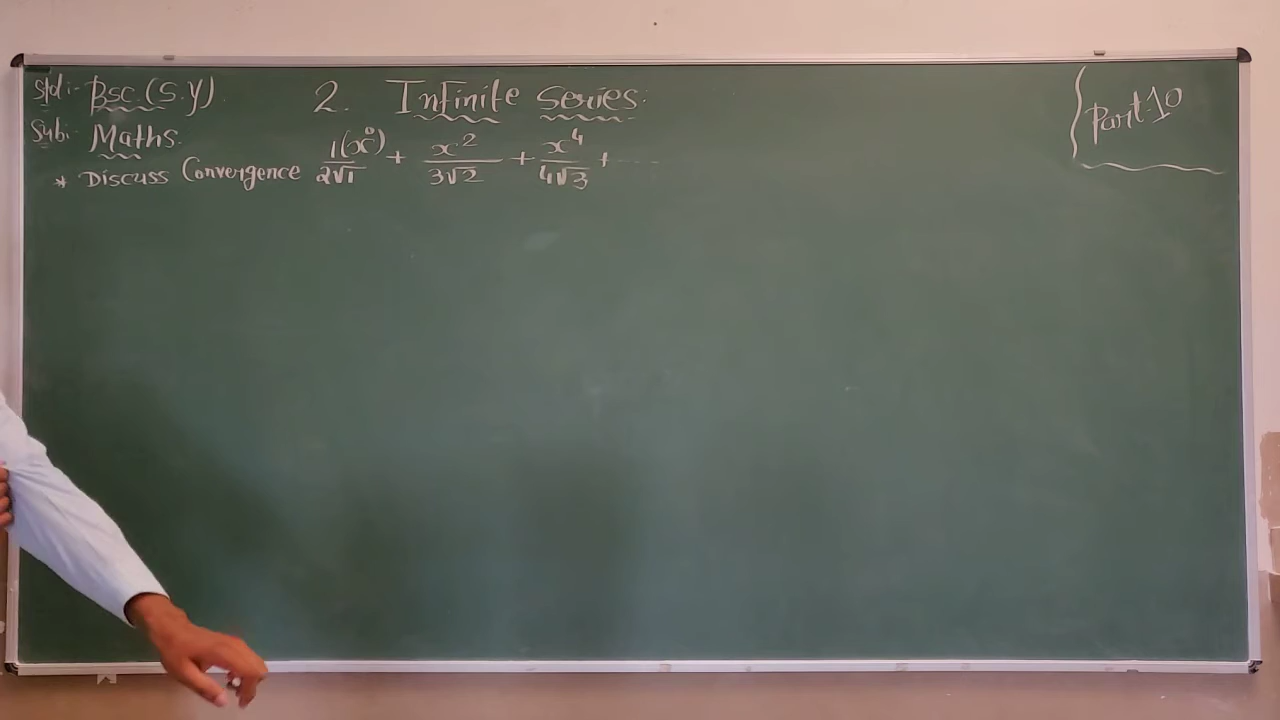 Std:- Bsc.(S.Y)
2. Infinite Series.
Part-10
Sub:- Maths.
* Discuss Convergence 1(x⁰)/2√1 + x²/3√2 + x⁴/4√3 + -----